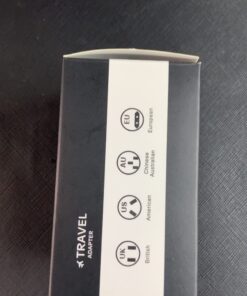 TRAVEL
ADAPTER
UK
British
US
American
AU
Chinese
Australian
EU
European